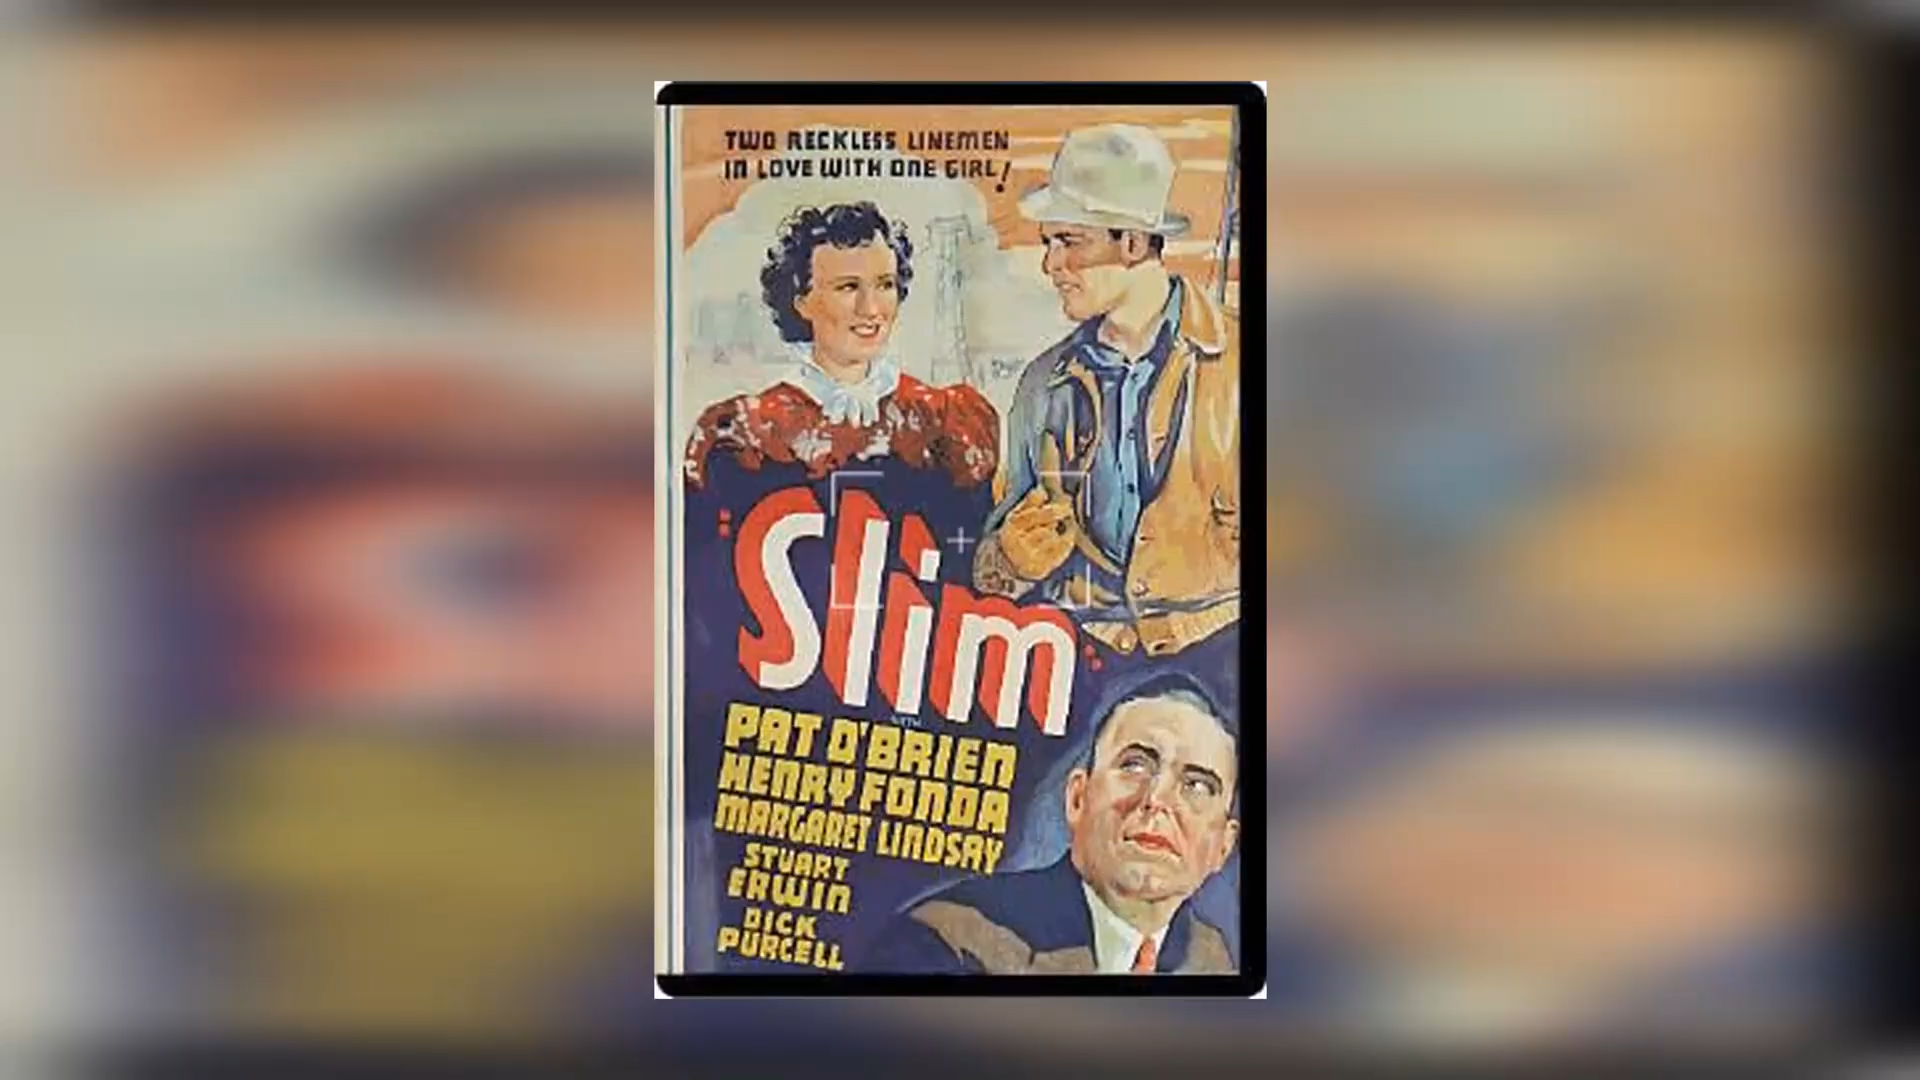 TWO RECKLESS LINEMEN
IN LOVE WITH ONE GIRL!
"Slim"
WITH
PAT O'BRIEN
HENRY FONDA
MARGARET LINDSAY
STUART
ERWIN
DICK
PURCELL